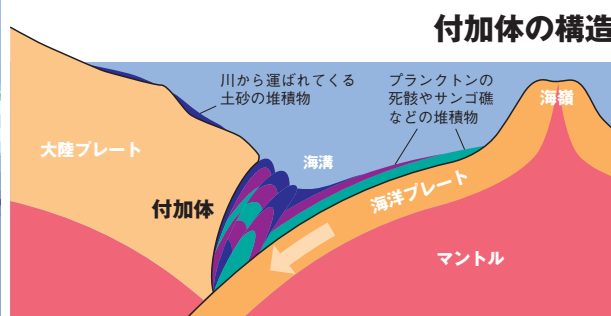 付加体の構造
川から運ばれてくる
土砂の堆積物
プランクトンの
死骸やサンゴ礁
などの堆積物
海嶺
大陸プレート
海溝
付加体
海洋プレート
マントル